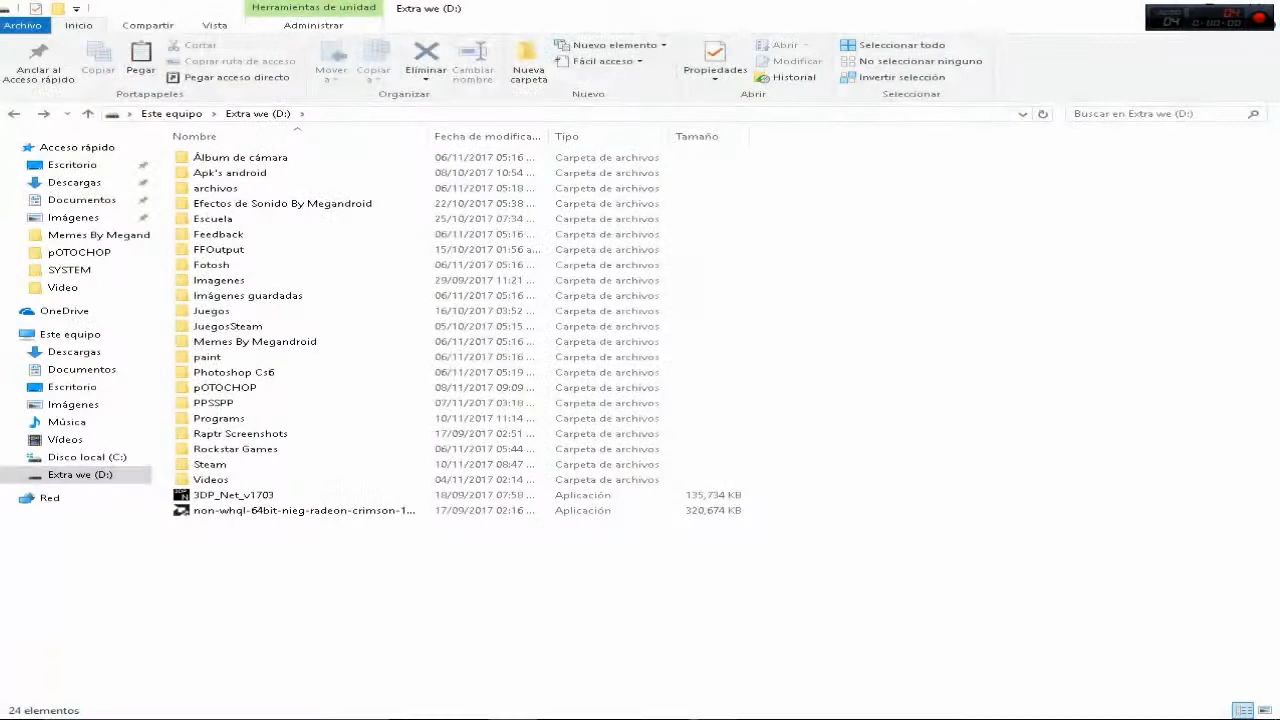 Herramientas de unidad
Extra we (D:)
Archivo
Inicio
Compartir
Vista
Administrar
Anclar al
Acceso rápido
Copiar
Pegar
Cortar
Copiar ruta de acceso
Pegar acceso directo
Portapapeles
Mover
a
Copiar
a
Eliminar
Cambiar
nombre
Organizar
Nueva
carpeta
Nuevo elemento
Fácil acceso
Nuevo
Propiedades
Abrir
Modificar
Historial
Abrir
Seleccionar todo
No seleccionar ninguno
Invertir selección
Seleccionar
Este equipo > Extra we (D:) >
Buscar en Extra we (D:)
Acceso rápido
Escritorio
Descargas
Documentos
Imágenes
Memes By Megand
pOTOCHOP
SYSTEM
Video
OneDrive
Este equipo
Descargas
Documentos
Escritorio
Imágenes
Música
Vídeos
Disco local (C:)
Extra we (D:)
Red
Nombre Fecha de modifica... Tipo Tamaño
Álbum de cámara 06/11/2017 05:16 ... Carpeta de archivos
Apk's android 08/10/2017 10:54 ... Carpeta de archivos
archivos 06/11/2017 05:18 ... Carpeta de archivos
Efectos de Sonido By Megandroid 22/10/2017 05:38 ... Carpeta de archivos
Escuela 25/10/2017 07:34 ... Carpeta de archivos
Feedback 06/11/2017 05:16 ... Carpeta de archivos
FFOutput 15/10/2017 01:56 a... Carpeta de archivos
Fotosh 06/11/2017 05:16 ... Carpeta de archivos
Imagenes 29/09/2017 11:21 ... Carpeta de archivos
Imágenes guardadas 06/11/2017 05:16 ... Carpeta de archivos
Juegos 16/10/2017 03:52 ... Carpeta de archivos
JuegosSteam 05/10/2017 05:15 ... Carpeta de archivos
Memes By Megandroid 06/11/2017 05:16 ... Carpeta de archivos
paint 06/11/2017 05:16 ... Carpeta de archivos
Photoshop Cs6 06/11/2017 05:19 ... Carpeta de archivos
pOTOCHOP 08/11/2017 09:09 ... Carpeta de archivos
PPSSPP 07/11/2017 03:18 ... Carpeta de archivos
Programs 10/11/2017 11:14 ... Carpeta de archivos
Raptr Screenshots 17/09/2017 02:51 ... Carpeta de archivos
Rockstar Games 06/11/2017 05:44 ... Carpeta de archivos
Steam 10/11/2017 08:47 ... Carpeta de archivos
Videos 04/11/2017 02:14 ... Carpeta de archivos
3DP_Net_v1703 18/09/2017 07:58 ... Aplicación 135,734 KB
non-whql-64bit-nieg-radeon-crimson-1... 17/09/2017 02:16 ... Aplicación 320,674 KB
24 elementos